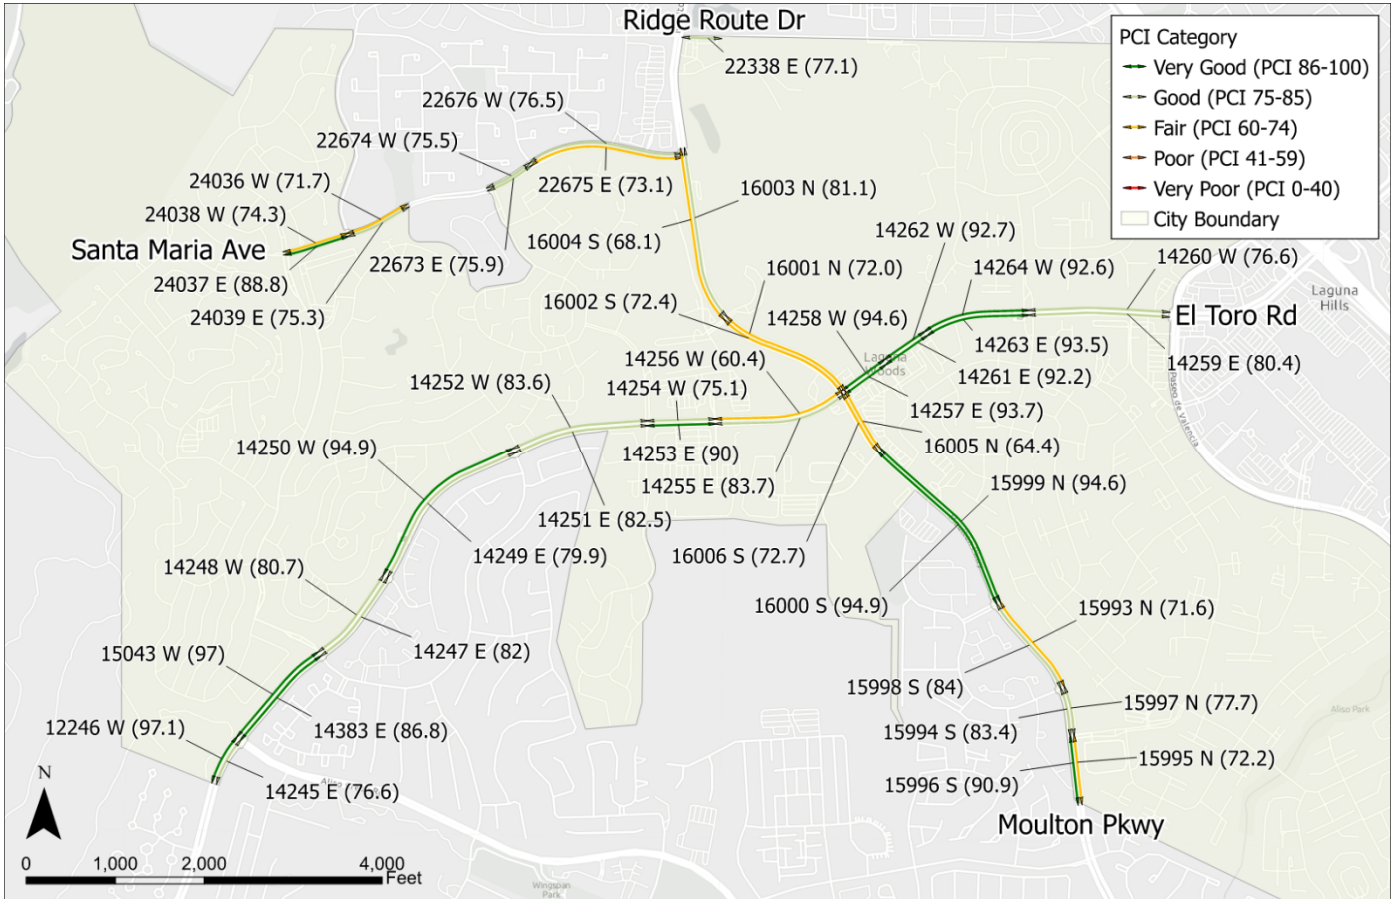 Ridge Route Dr
22338 E (77.1)
PCI Category
Very Good (PCI 86-100)
Good (PCI 75-85)
Fair (PCI 60-74)
Poor (PCI 41-59)
Very Poor (PCI 0-40)
City Boundary
22676 W (76.5)
22674 W (75.5)
24036 W (71.7)
24038 W (74.3)
Santa Maria Ave
24037 E (88.8)
24039 E (75.3)
22673 E (75.9)
22675 E (73.1)
16003 N (81.1)
16004 S (68.1)
16001 N (72.0)
16002 S (72.4)
14262 W (92.7)
14264 W (92.6)
14260 W (76.6)
Laguna
Hills
El Toro Rd
14258 W (94.6)
14263 E (93.5)
14259 E (80.4)
14261 E (92.2)
14257 E (93.7)
Laguna
Woods
Paseo de Valencia
14256 W (60.4)
14254 W (75.1)
14252 W (83.6)
14250 W (94.9)
14253 E (90)
14255 E (83.7)
16005 N (64.4)
15999 N (94.6)
14251 E (82.5)
14249 E (79.9)
16006 S (72.7)
16000 S (94.9)
14248 W (80.7)
15993 N (71.6)
14247 E (82)
15043 W (97)
15998 S (84)
15997 N (77.7)
Aliso Park
12246 W (97.1)
14383 E (86.8)
15994 S (83.4)
15995 N (72.2)
15996 S (90.9)
14245 E (76.6)
Moulton Pkwy
N
0 1,000 2,000 4,000
Feet
Wingspan
Park